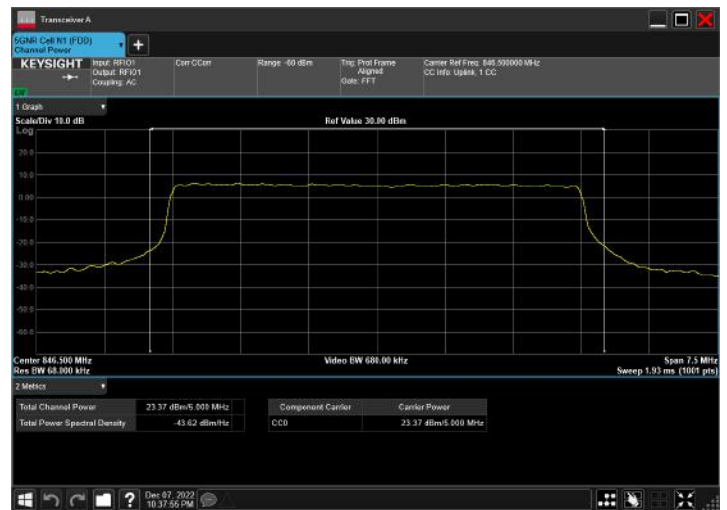 Transceiver A
5GNR Cell N1 (FDD)
Channel Power
KEYSIGHT
Input: RFIO1
Output: RFIO1
Coupling: AC
Corr CCorr
Range -60 dBm
Trig: Prot Frame
Aligned
Gate: FFT
Carrier Ref Freq: 846.500000 MHz
CC Info: Uplink, 1 CC
1 Graph
Scale/Div 10.0 dB
Ref Value 30.00 dBm
Log
20.0
10.0
0.00
-10.0
-20.0
-30.0
-40.0
-50.0
-60.0
Center 846.500 MHz
Video BW 680.00 kHz
Span 7.5 MHz
Res BW 68.000 kHz
Sweep 1.93 ms (1001 pts)
2 Metrics
Total Channel Power
23.37 dBm/5.000 MHz
Total Power Spectral Density
-43.62 dBm/Hz
Component Carrier
Carrier Power
CC0
23.37 dBm/5.000 MHz
Dec 07, 2022
10:37:55 PM